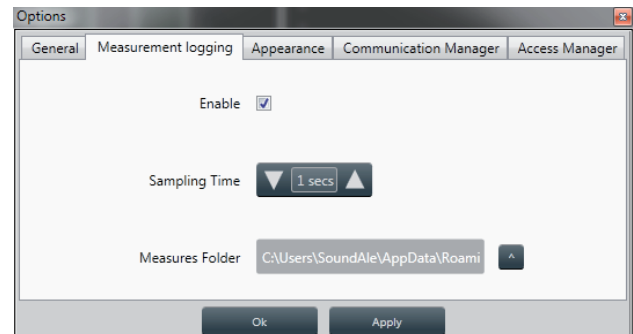 Options
General Measurement logging Appearance Communication Manager Access Manager
Enable
Sampling Time 1 secs
Measures Folder C:\Users\SoundAle\AppData\Roami ^
Ok Apply